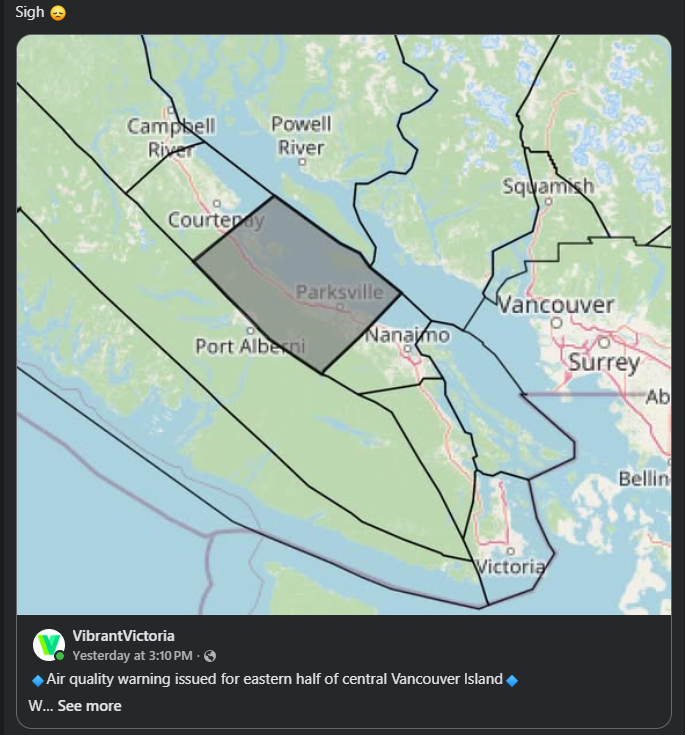 Sigh 😞
Campbell
River
Powell
River
Squamish
Courtenay
Parksville
Vancouver
Port Alberni
Nanaimo
Surrey
Ab
Bellin
Victoria
VibrantVictoria
Yesterday at 3:10 PM ·
🔹Air quality warning issued for eastern half of central Vancouver Island🔹
W... See more